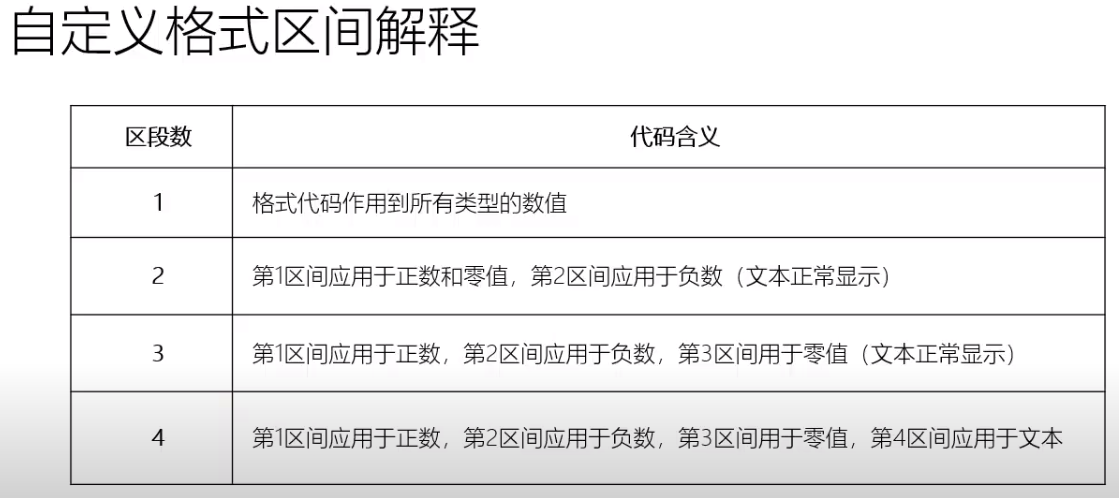 自定义格式区间解释
区段数 代码含义
1 格式代码作用到所有类型的数值
2 第1区间应用于正数和零值，第2区间应用于负数（文本正常显示）
3 第1区间应用于正数，第2区间应用于负数，第3区间用于零值（文本正常显示）
4 第1区间应用于正数，第2区间应用于负数，第3区间用于零值，第4区间应用于文本